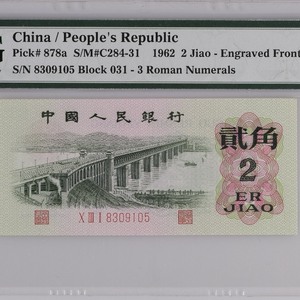 China / People's Republic
Pick# 878a S/M#C284-31 1962 2 Jiao - Engraved Front
S/N 8309105 Block 031 - 3 Roman Numerals
中国人民银行
贰角
2
ER
JIAO
X III I 8309105